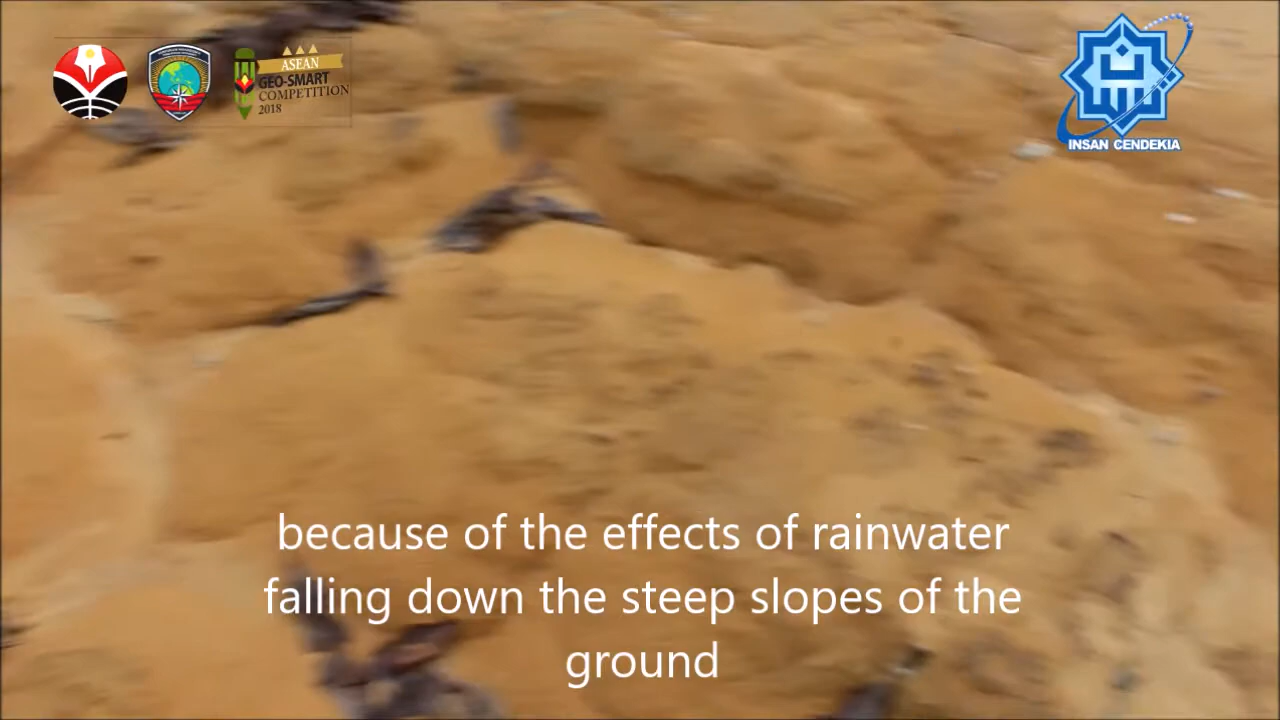 ASEAN
GEO-SMART
COMPETITION
2018
INSAN CENDEKIA
because of the effects of rainwater
falling down the steep slopes of the
ground